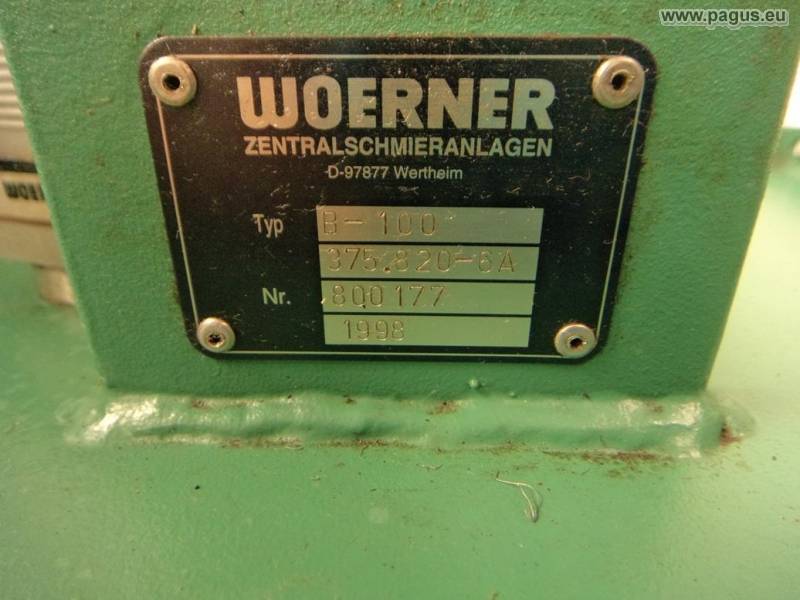 www.pagus.eu
WOERNER
ZENTRALSCHMIERANLAGEN
D-97877 Wertheim
Typ B-100
375.820-6A
Nr. 800177
1998